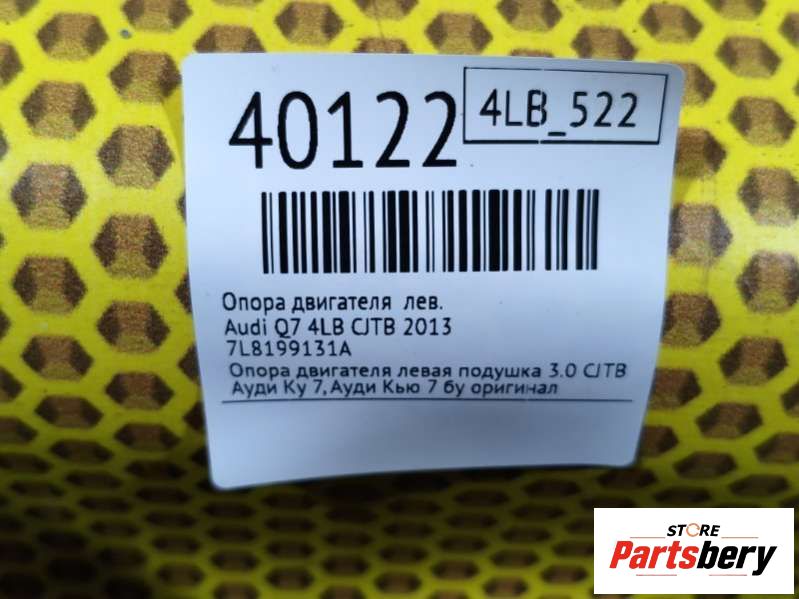 40122
4LB_522
Опора двигателя лев.
Audi Q7 4LB CJTB 2013
7L8199131A
Опора двигателя левая подушка 3.0 CJTB
Ауди Ку 7, Ауди Кью 7 бу оригинал
STORE
Partsbery